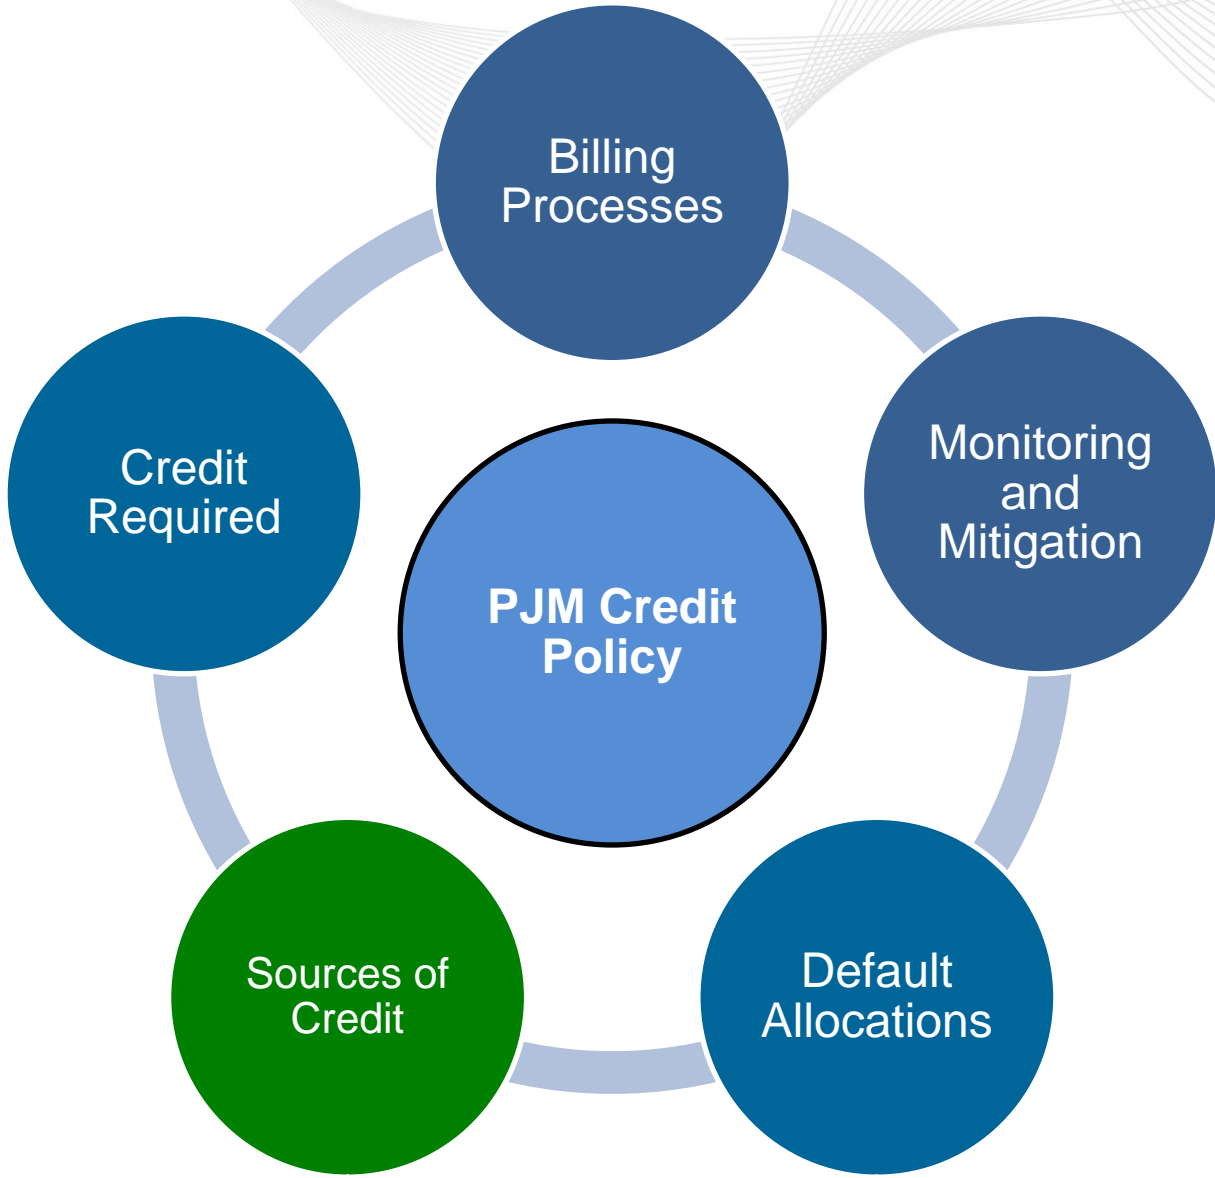 Billing
Processes
Monitoring
and
Mitigation
Credit
Required
PJM Credit
Policy
Sources of
Credit
Default
Allocations